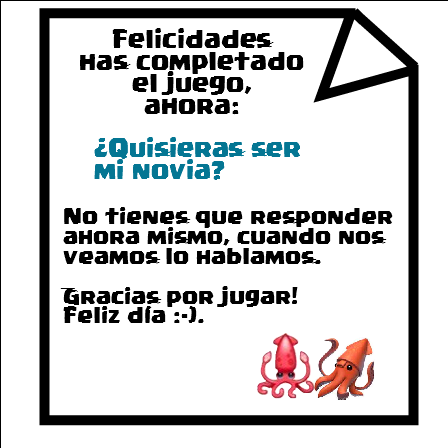 Felicidades
Has completado
el juego,
ahora:
¿Quisieras ser
mi novia?
No tienes que responder
ahora mismo, cuando nos
veamos lo hablamos.
Gracias por jugar!
Feliz día :-).